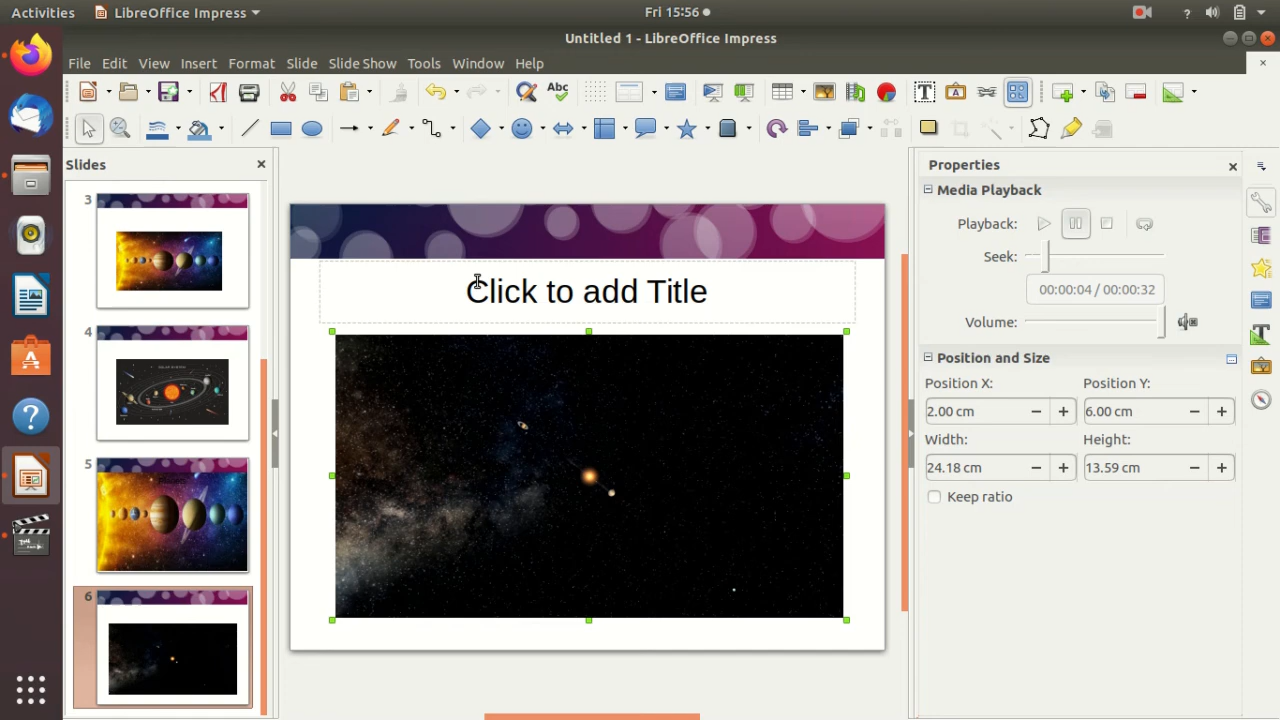 Activities LibreOffice Impress Fri 15:56
Untitled 1 - LibreOffice Impress
File Edit View Insert Format Slide Slide Show Tools Window Help
Abc
Slides
3
4
5
6
Click to add Title
Properties
Media Playback
Playback:
Seek:
00:00:04 / 00:00:32
Volume:
Position and Size
Position X: Position Y:
2.00 cm 6.00 cm
Width: Height:
24.18 cm 13.59 cm
Keep ratio